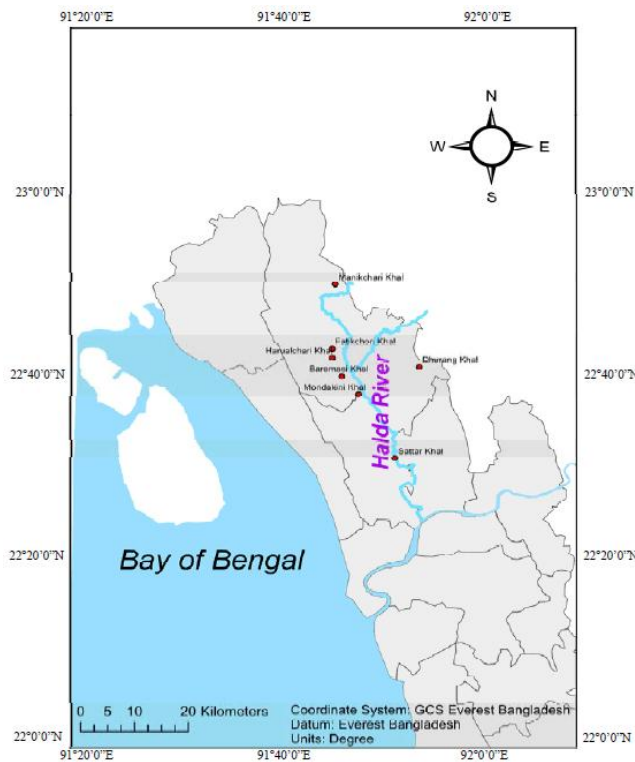 91°20'0"E 91°40'0"E 92°0'0"E
N
W E
S
23°0'0"N 23°0'0"N
Manikchari Khal
Fatikchari Khal
Harualchari Khal
Dhurang Khal
Baramasi Khal
22°40'0"N 22°40'0"N
Mondakini Khal
Halda River
Sattar Khal
22°20'0"N 22°20'0"N
Bay of Bengal
0 5 10 20 Kilometers
Coordinate System: GCS Everest Bangladesh
Datum: Everest Bangladesh
Units: Degree
22°0'0"N 22°0'0"N
91°20'0"E 91°40'0"E 92°0'0"E